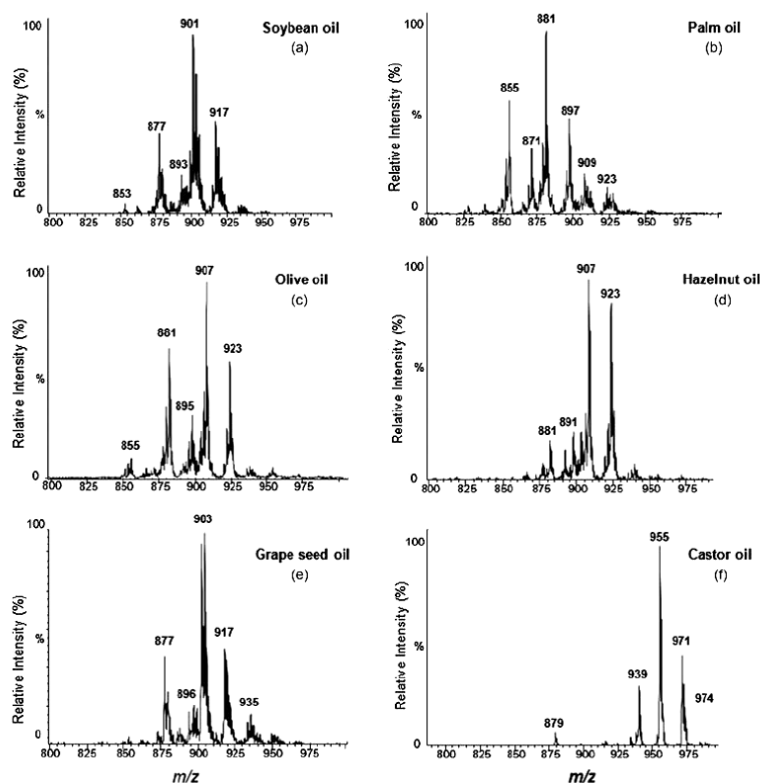 100
Soybean oil
(a)
901
877
917
893
853
Relative Intensity (%)
%
0
800 825 850 875 900 925 950 975
100
Palm oil
(b)
881
855
897
871
909
923
Relative Intensity (%)
%
0
800 825 850 875 900 925 950 975
100
Olive oil
(c)
907
881
923
895
855
Relative Intensity (%)
%
0
800 825 850 875 900 925 950 975
100
Hazelnut oil
(d)
907
923
881
891
Relative Intensity (%)
%
0
800 825 850 875 900 925 950 975
100
Grape seed oil
(e)
903
877
917
896
935
Relative Intensity (%)
%
0
800 825 850 875 900 925 950 975
m/z
100
Castor oil
(f)
955
971
974
939
879
Relative Intensity (%)
%
0
800 825 850 875 900 925 950 975
m/z